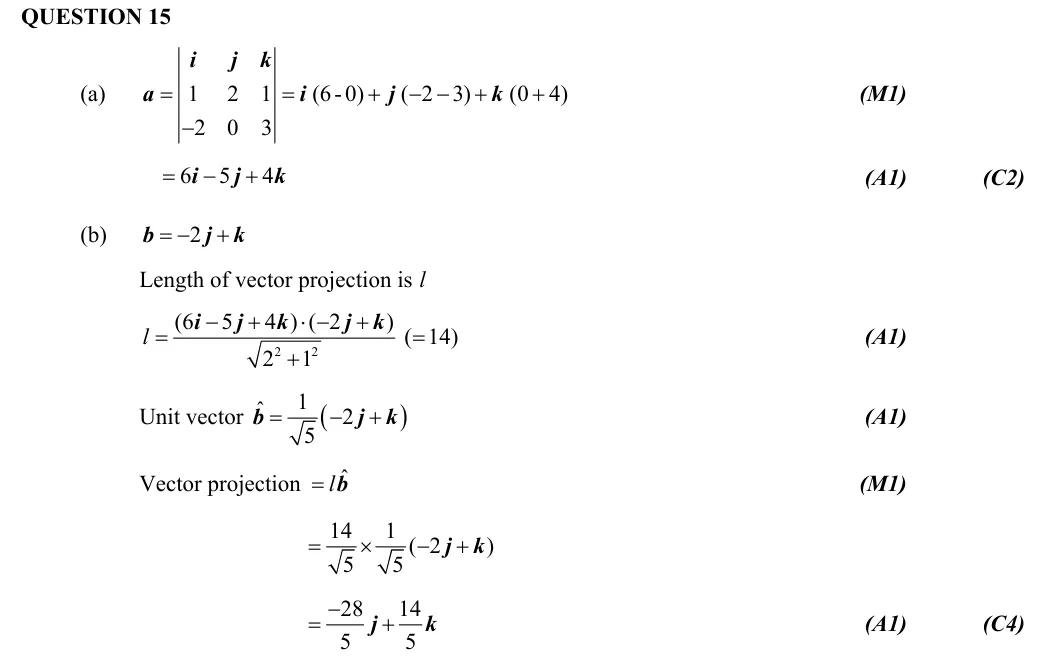 QUESTION 15
(a) a = | i j k | 1 2 1 | −2 0 3 | = i (6 - 0) + j (−2 − 3) + k (0 + 4) (M1)
= 6i − 5j + 4k (A1) (C2)
(b) b = −2j + k
Length of vector projection is l
l = (6i − 5j + 4k) · (−2j + k) / √(2² + 1²) (= 14) (A1)
Unit vector b̂ = 1/√5 (−2j + k) (A1)
Vector projection = lb̂ (M1)
= 14/√5 × 1/√5 (−2j + k)
= −28/5 j + 14/5 k (A1) (C4)